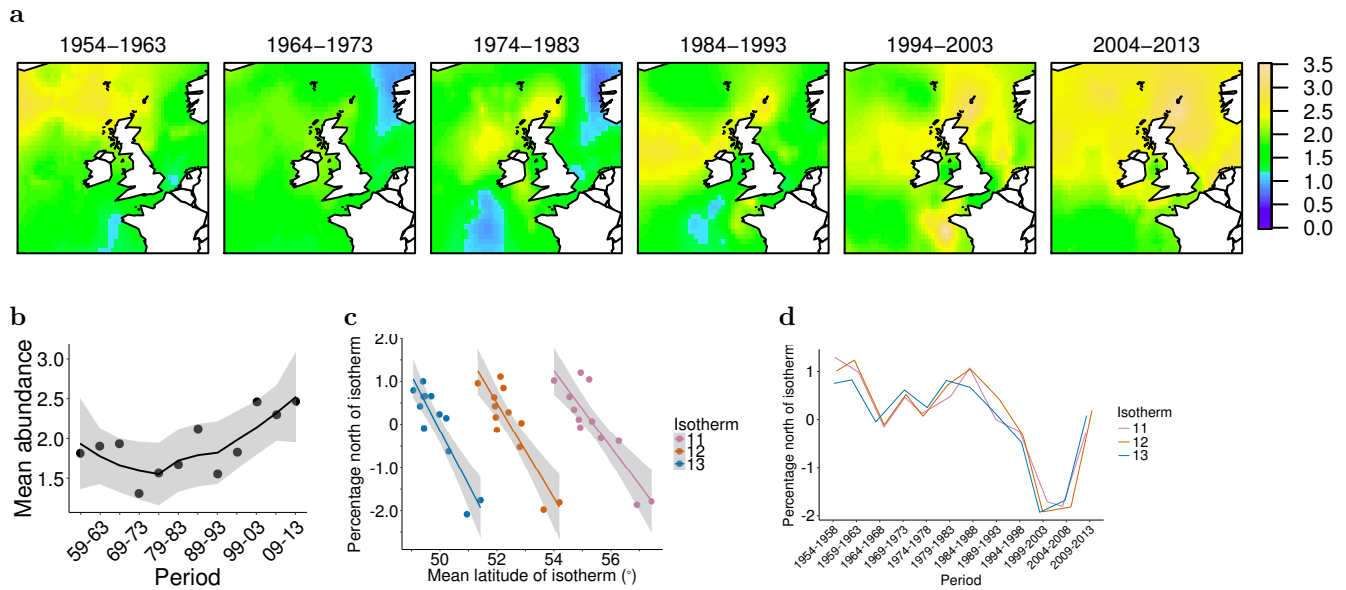 a
1954–1963 1964–1973 1974–1983 1984–1993 1994–2003 2004–2013
3.5
3.0
2.5
2.0
1.5
1.0
0.5
0.0
b
Mean abundance
3.0
2.5
2.0
1.5
59-63 69-73 79-83 89-93 99-03 09-13
Period
c
Percentage north of isotherm
2.0
1.0
0
-1.0
-2.0
50 52 54 56
Mean latitude of isotherm (°)
Isotherm
11
12
13
d
Percentage north of isotherm
1
0
-1
-2
1954-1958 1959-1963 1964-1968 1969-1973 1974-1978 1979-1983 1984-1988 1989-1993 1994-1998 1999-2003 2004-2008 2009-2013
Period
Isotherm
11
12
13